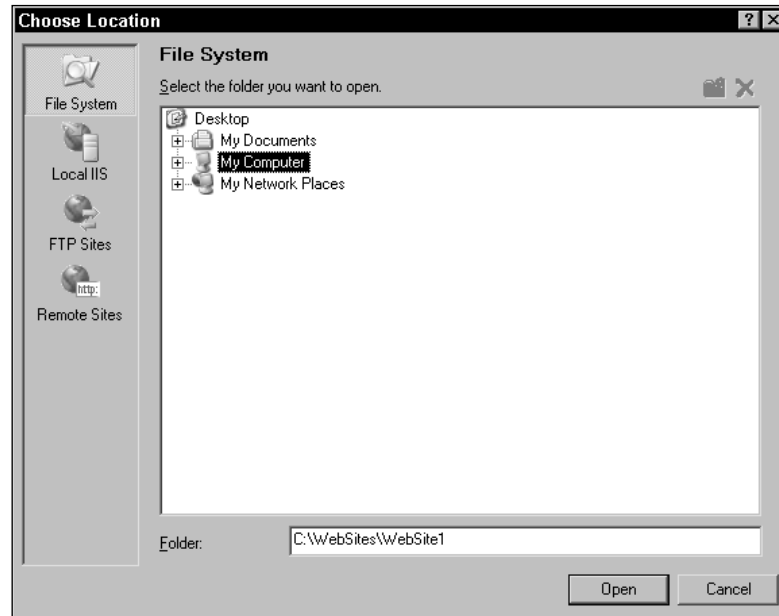 Choose Location
File System
Local IIS
FTP Sites
http:
Remote Sites
File System
Select the folder you want to open.
Desktop
My Documents
My Computer
My Network Places
Folder:
C:\WebSites\WebSite1
Open
Cancel